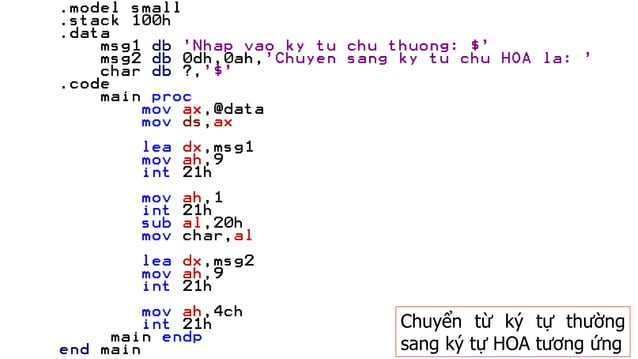 .model small
.stack 100h
.data
msg1 db 'Nhap vao ky tu chu thuong: $'
msg2 db 0dh,0ah,'Chuyen sang ky tu chu HOA la: '
char db ?,'$'
.code
main proc
mov ax,@data
mov ds,ax
lea dx,msg1
mov ah,9
int 21h
mov ah,1
int 21h
sub al,20h
mov char,al
lea dx,msg2
mov ah,9
int 21h
mov ah,4ch
int 21h
main endp
end main
Chuyển từ ký tự thường
sang ký tự HOA tương ứng